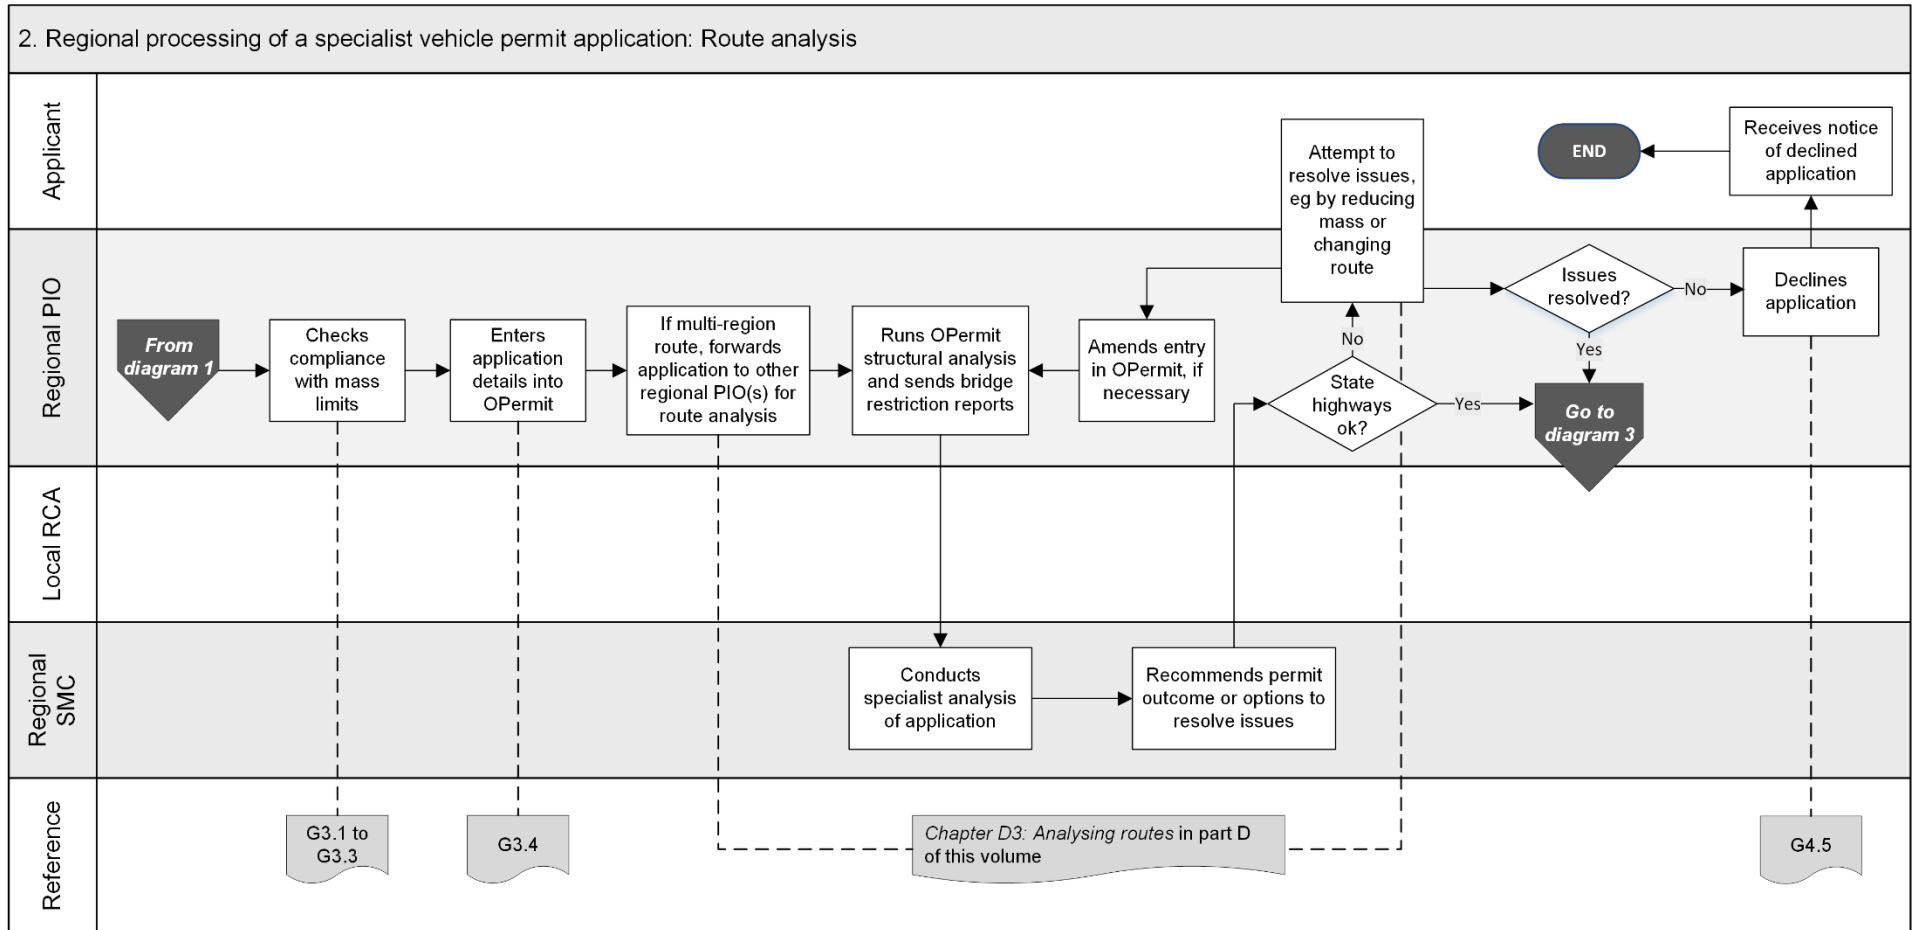 2. Regional processing of a specialist vehicle permit application: Route analysis
Applicant
Attempt to
resolve issues,
eg by reducing
mass or
changing
route
END
Receives notice
of declined
application
Regional PIO
From
diagram 1
Checks
compliance
with mass
limits
Enters
application
details into
OPermit
If multi-region
route, forwards
application to other
regional PIO(s) for
route analysis
Runs OPermit
structural analysis
and sends bridge
restriction reports
Amends entry
in OPermit, if
necessary
No
State
highways
ok?
Yes
Issues
resolved?
No
Yes
Go to
diagram 3
Declines
application
Local RCA
Regional
SMC
Conducts
specialist analysis
of application
Recommends permit
outcome or options to
resolve issues
Reference
G3.1 to
G3.3
G3.4
Chapter D3: Analysing routes in part D
of this volume
G4.5